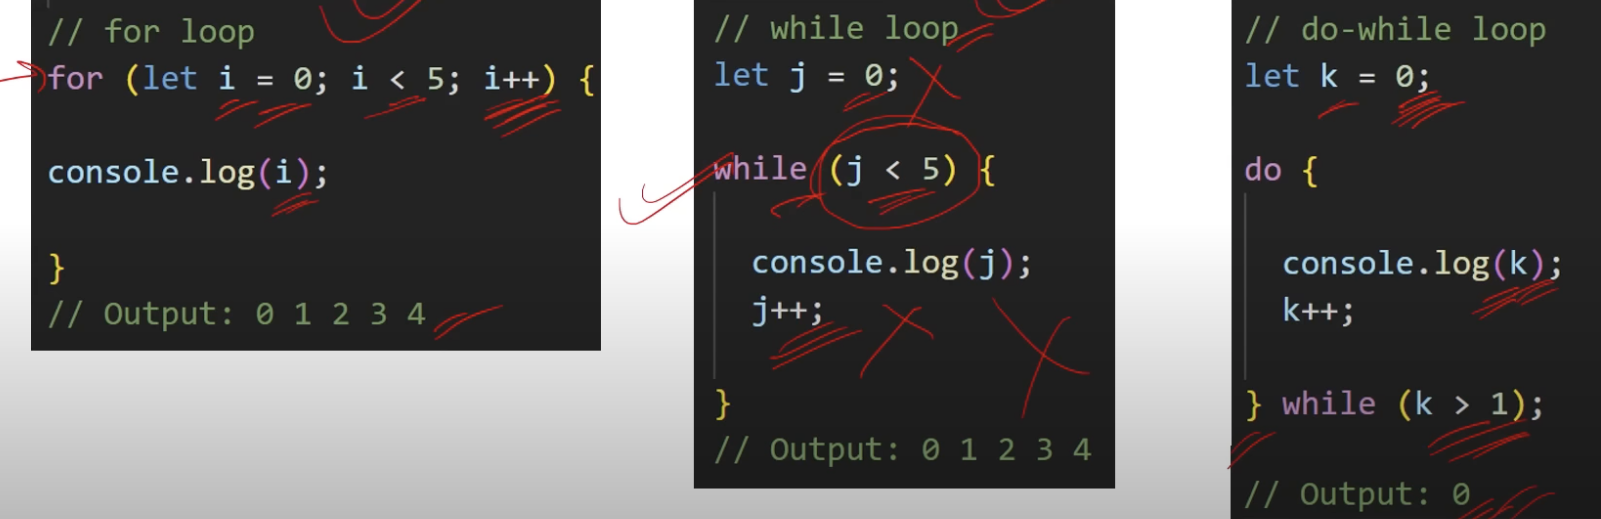 // for loop
for (let i = 0; i < 5; i++) {
console.log(i);
}
// Output: 0 1 2 3 4
// while loop
let j = 0;
while (j < 5) {
console.log(j);
j++;
}
// Output: 0 1 2 3 4
// do-while loop
let k = 0;
do {
console.log(k);
k++;
} while (k > 1);
// Output: 0